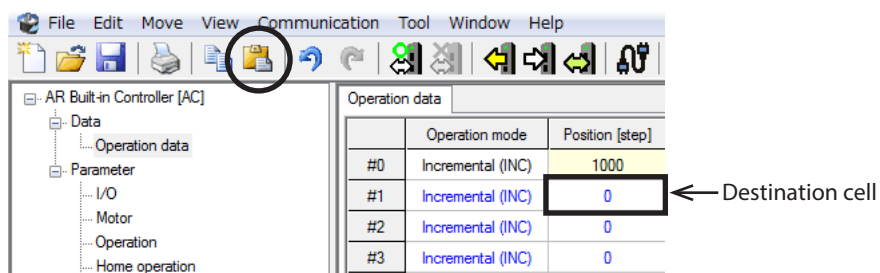 File Edit Move View Communication Tool Window Help
AR Built-in Controller [AC]
Data
Operation data
Parameter
I/O
Motor
Operation
Home operation
Operation data
Operation mode Position [step]
#0 Incremental (INC) 1000
#1 Incremental (INC) 0
#2 Incremental (INC) 0
#3 Incremental (INC) 0
Destination cell